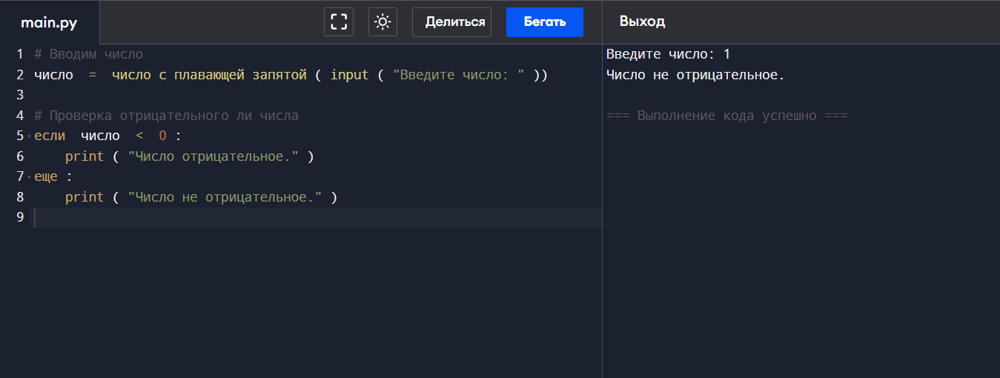 main.py Делиться Бегать Выход
1 # Вводим число
2 число = число с плавающей запятой ( input ( "Введите число: " ))
3
4 # Проверка отрицательного ли числа
5 если число < 0 :
6 print ( "Число отрицательное." )
7 еще :
8 print ( "Число не отрицательное." )
9
Введите число: 1
Число не отрицательное.
=== Выполнение кода успешно ===